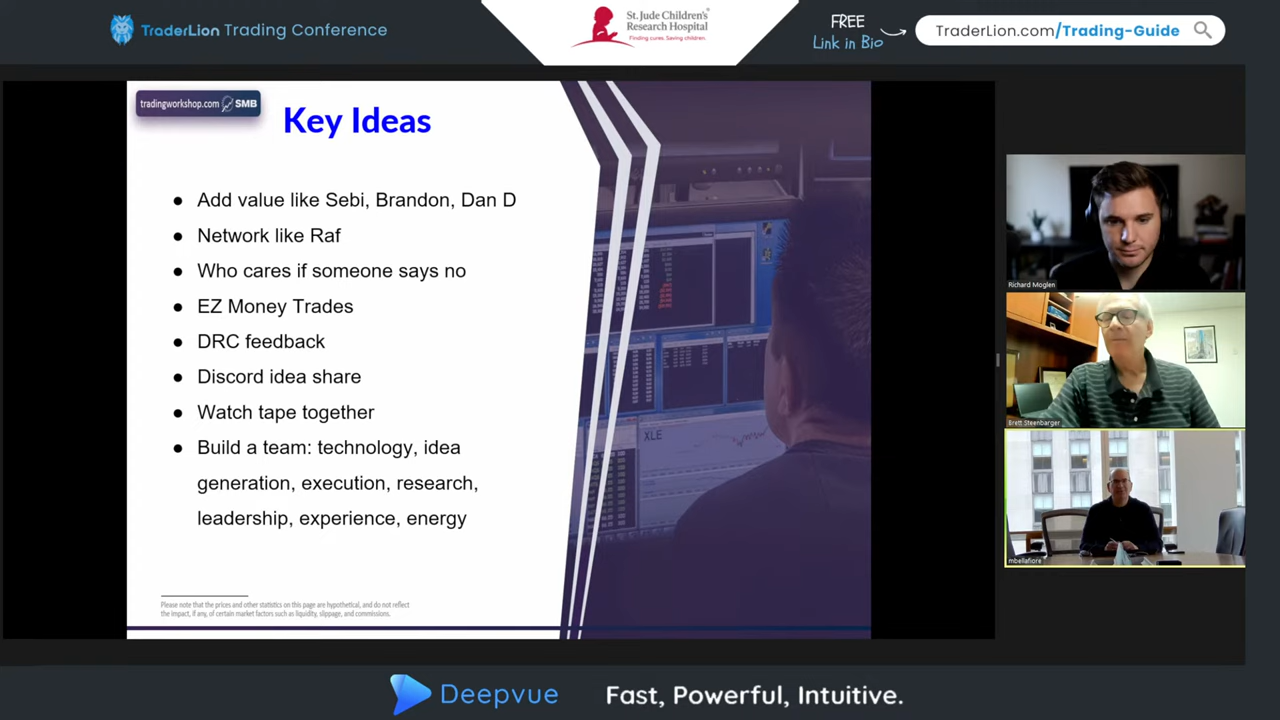 TraderLion Trading Conference
St. Jude Children's
Research Hospital
Finding cures. Saving children.
FREE
Link in Bio
TraderLion.com/Trading-Guide
tradingworkshop.com SMB
Key Ideas
● Add value like Sebi, Brandon, Dan D
● Network like Raf
● Who cares if someone says no
● EZ Money Trades
● DRC feedback
● Discord idea share
● Watch tape together
● Build a team: technology, idea
generation, execution, research,
leadership, experience, energy
Please note that the prices and other statistics on this page are hypothetical, and do not reflect
the impact, if any, of certain market factors such as liquidity, slippage, and commissions.
XLE
Richard Moglen
Brett Steenbarger
mbellafiore
Deepvue
Fast, Powerful, Intuitive.